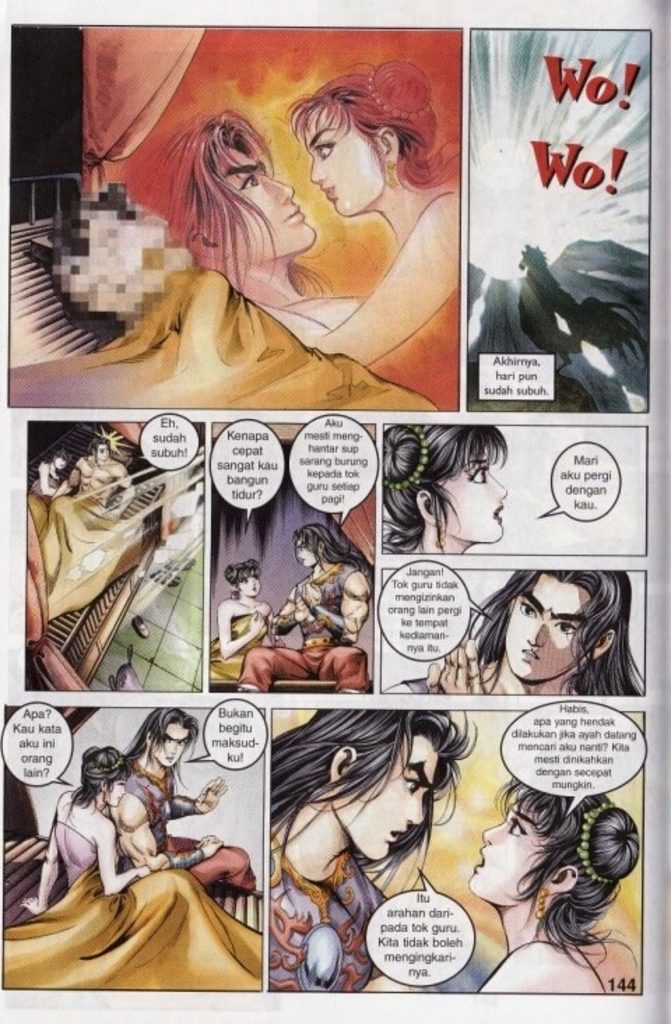 Wo!
Wo!
Akhirnya,
hari pun
sudah subuh.
Eh,
sudah
subuh!
Kenapa
cepat
sangat kau
bangun
tidur?
Aku
mesti meng-
hantar sup
sarang burung
kepada tok
guru setiap
pagi!
Mari
aku pergi
dengan
kau.
Jangan!
Tok guru tidak
mengizinkan
orang lain pergi
ke tempat
kediaman-
nya itu.
Apa?
Kau kata
aku ini
orang
lain?
Bukan
begitu
maksud-
ku!
Habis,
apa yang hendak
dilakukan jika ayah datang
mencari aku nanti? Kita
mesti dinikahkan
dengan secepat
mungkin.
Itu
arahan dari-
pada tok guru.
Kita tidak boleh
mengingkari-
nya.
144